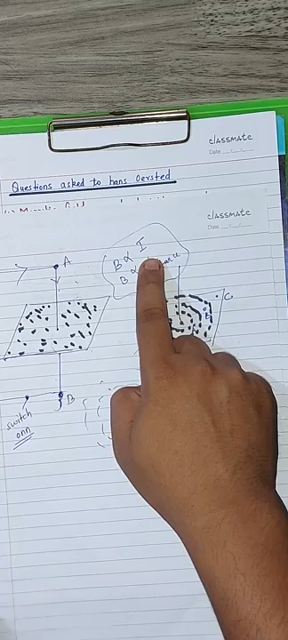 classmate
Date
Questions asked to hans Oersted
classmate
Date
A
B ∝ I
B ∝
C
B
switch
onn